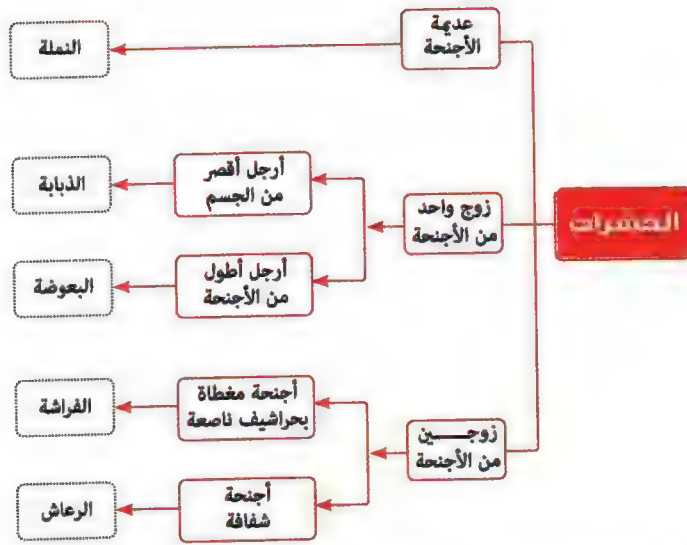 عديمة
الأجنحة
النملة
الحشرات
زوج واحد
من الأجنحة
أرجل أقصر
من الجسم
الذبابة
أرجل أطول
من الأجنحة
البعوضة
زوجـــــين
من الأجنحة
أجنحة مغطاة
بحراشيف ناصعة
الفراشة
أجنحة
شفافة
الرعاش